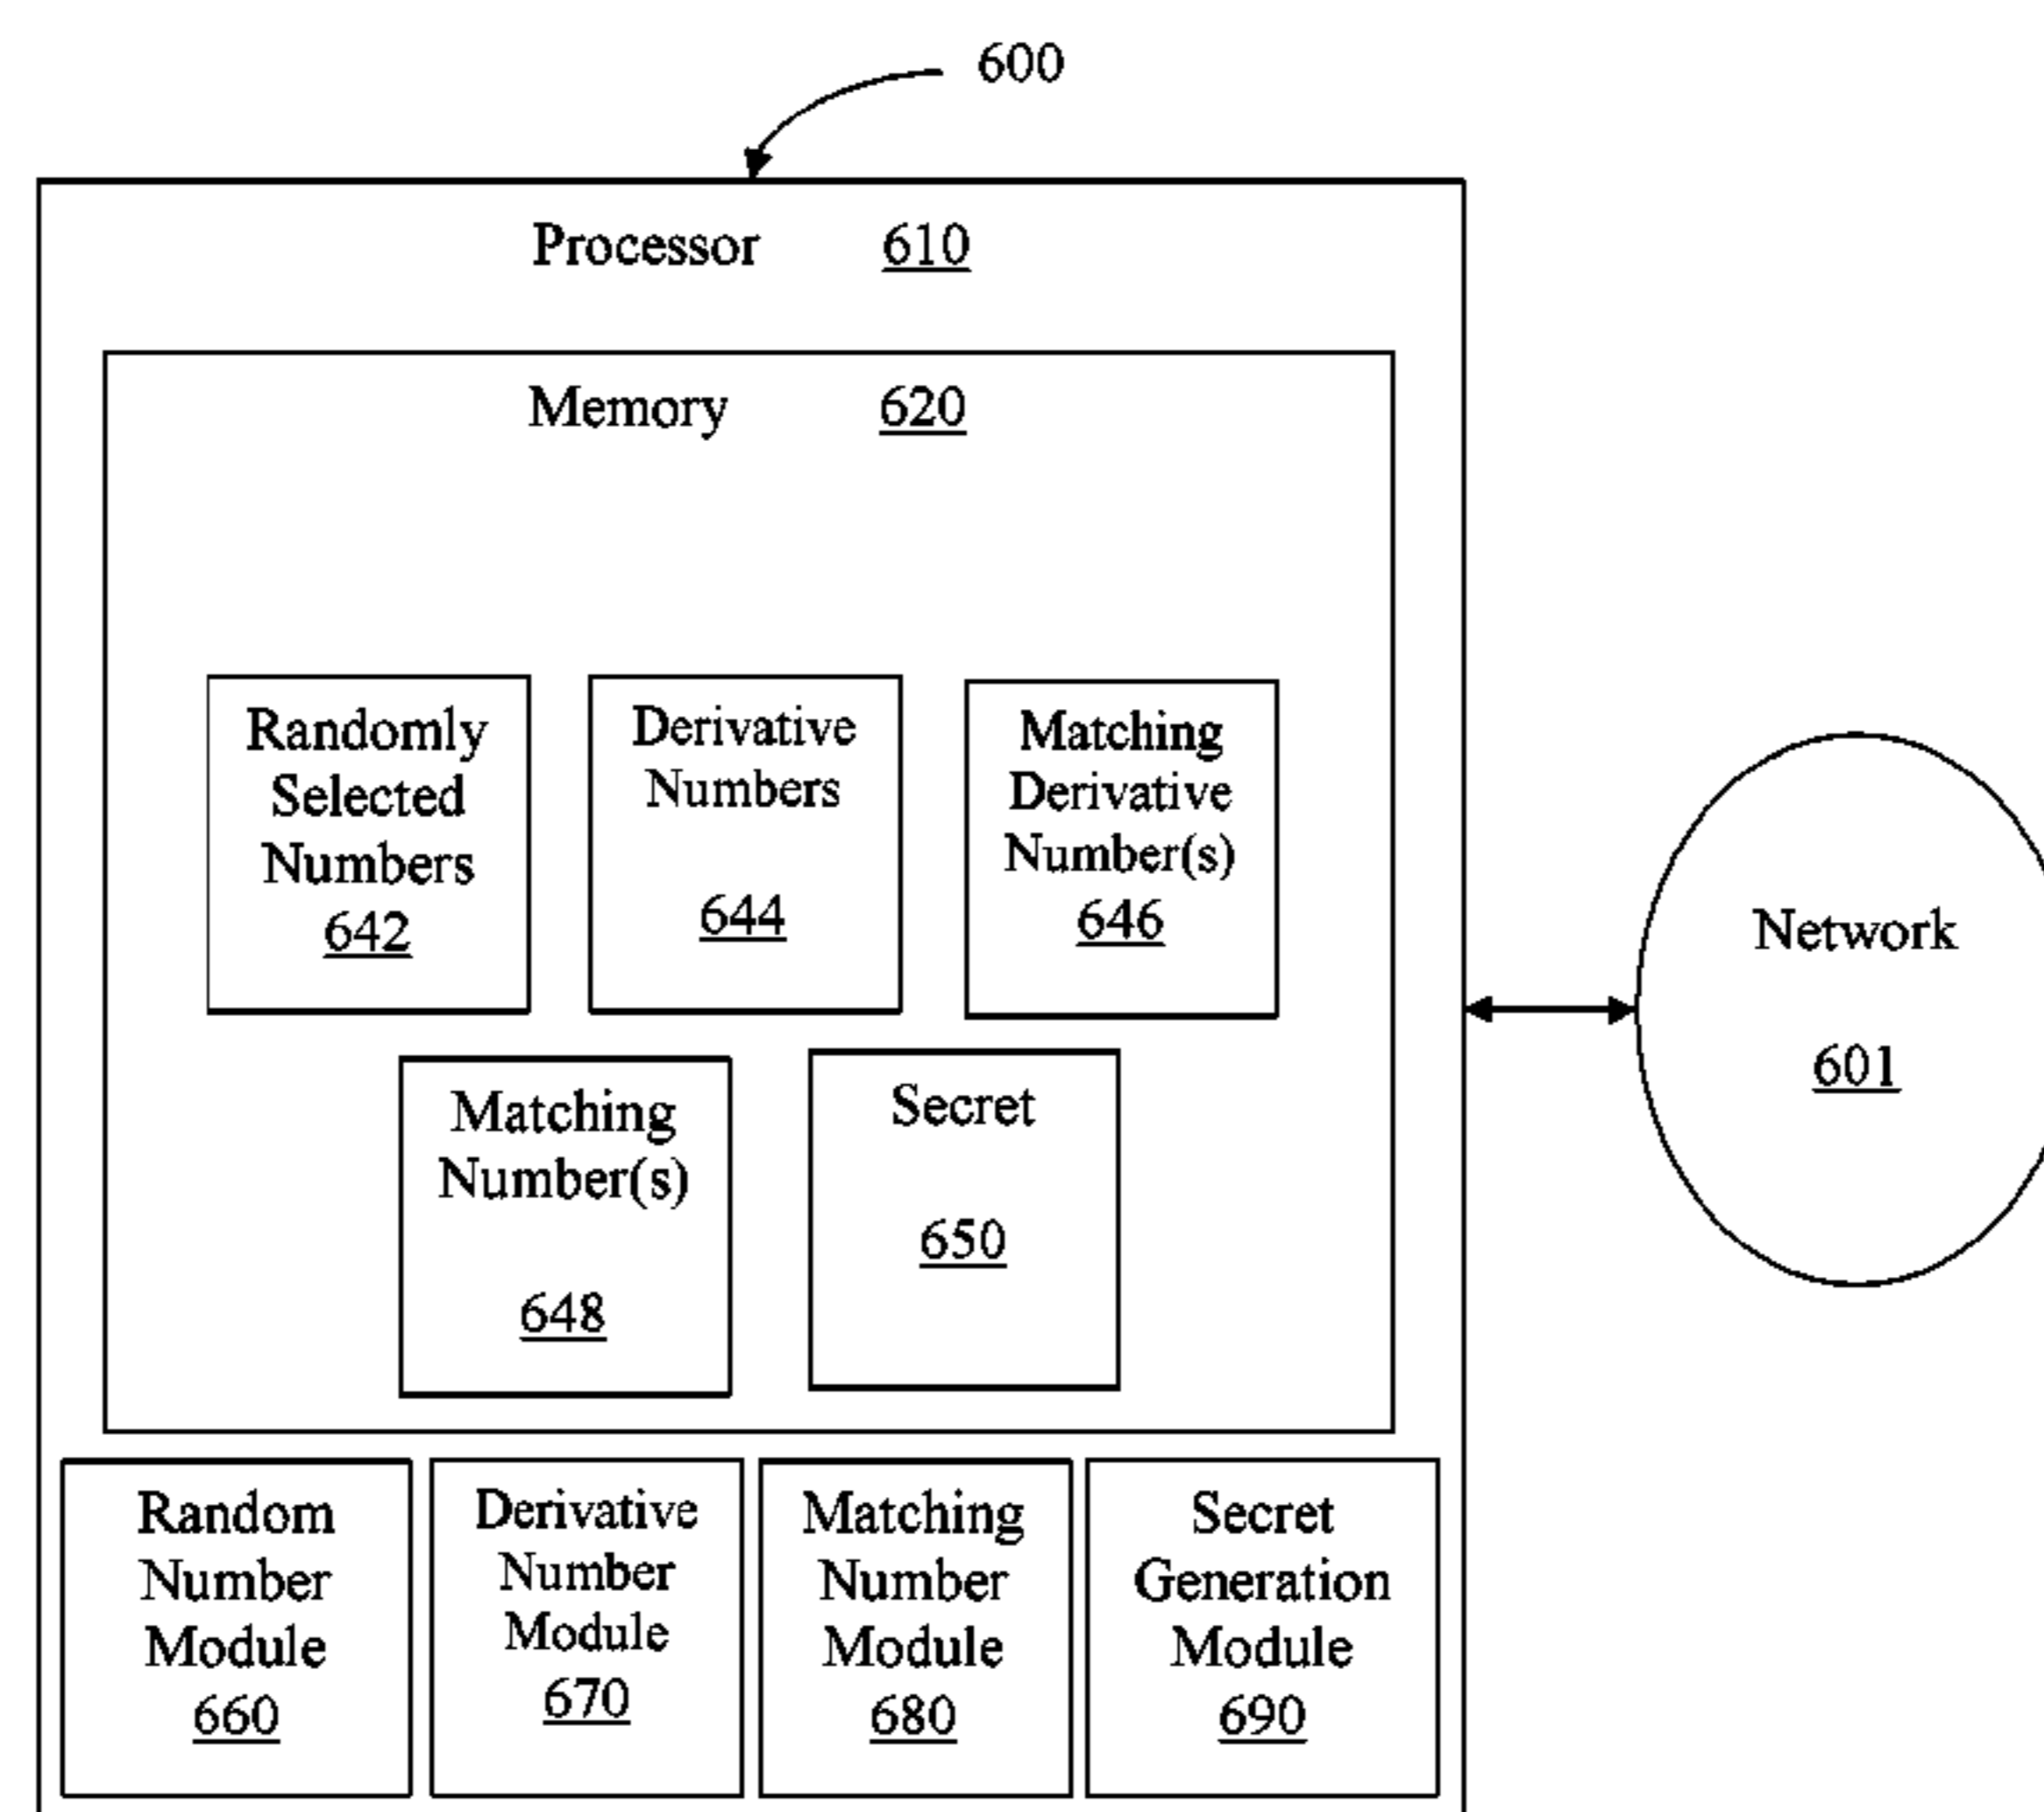 600
Processor 610
Memory 620
Randomly
Selected
Numbers
642
Derivative
Numbers
644
Matching
Derivative
Number(s)
646
Matching
Number(s)
648
Secret
650
Network
601
Random
Number
Module
660
Derivative
Number
Module
670
Matching
Number
Module
680
Secret
Generation
Module
690